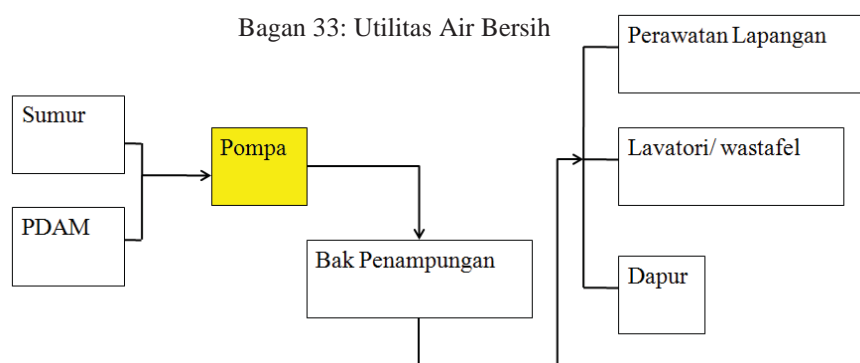 Bagan 33: Utilitas Air Bersih
Sumur
PDAM
Pompa
Bak Penampungan
Perawatan Lapangan
Lavatori/ wastafel
Dapur